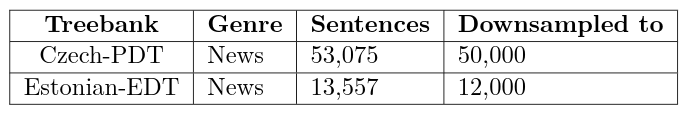 Treebank Genre Sentences Downsampled to
Czech-PDT News 53,075 50,000
Estonian-EDT News 13,557 12,000